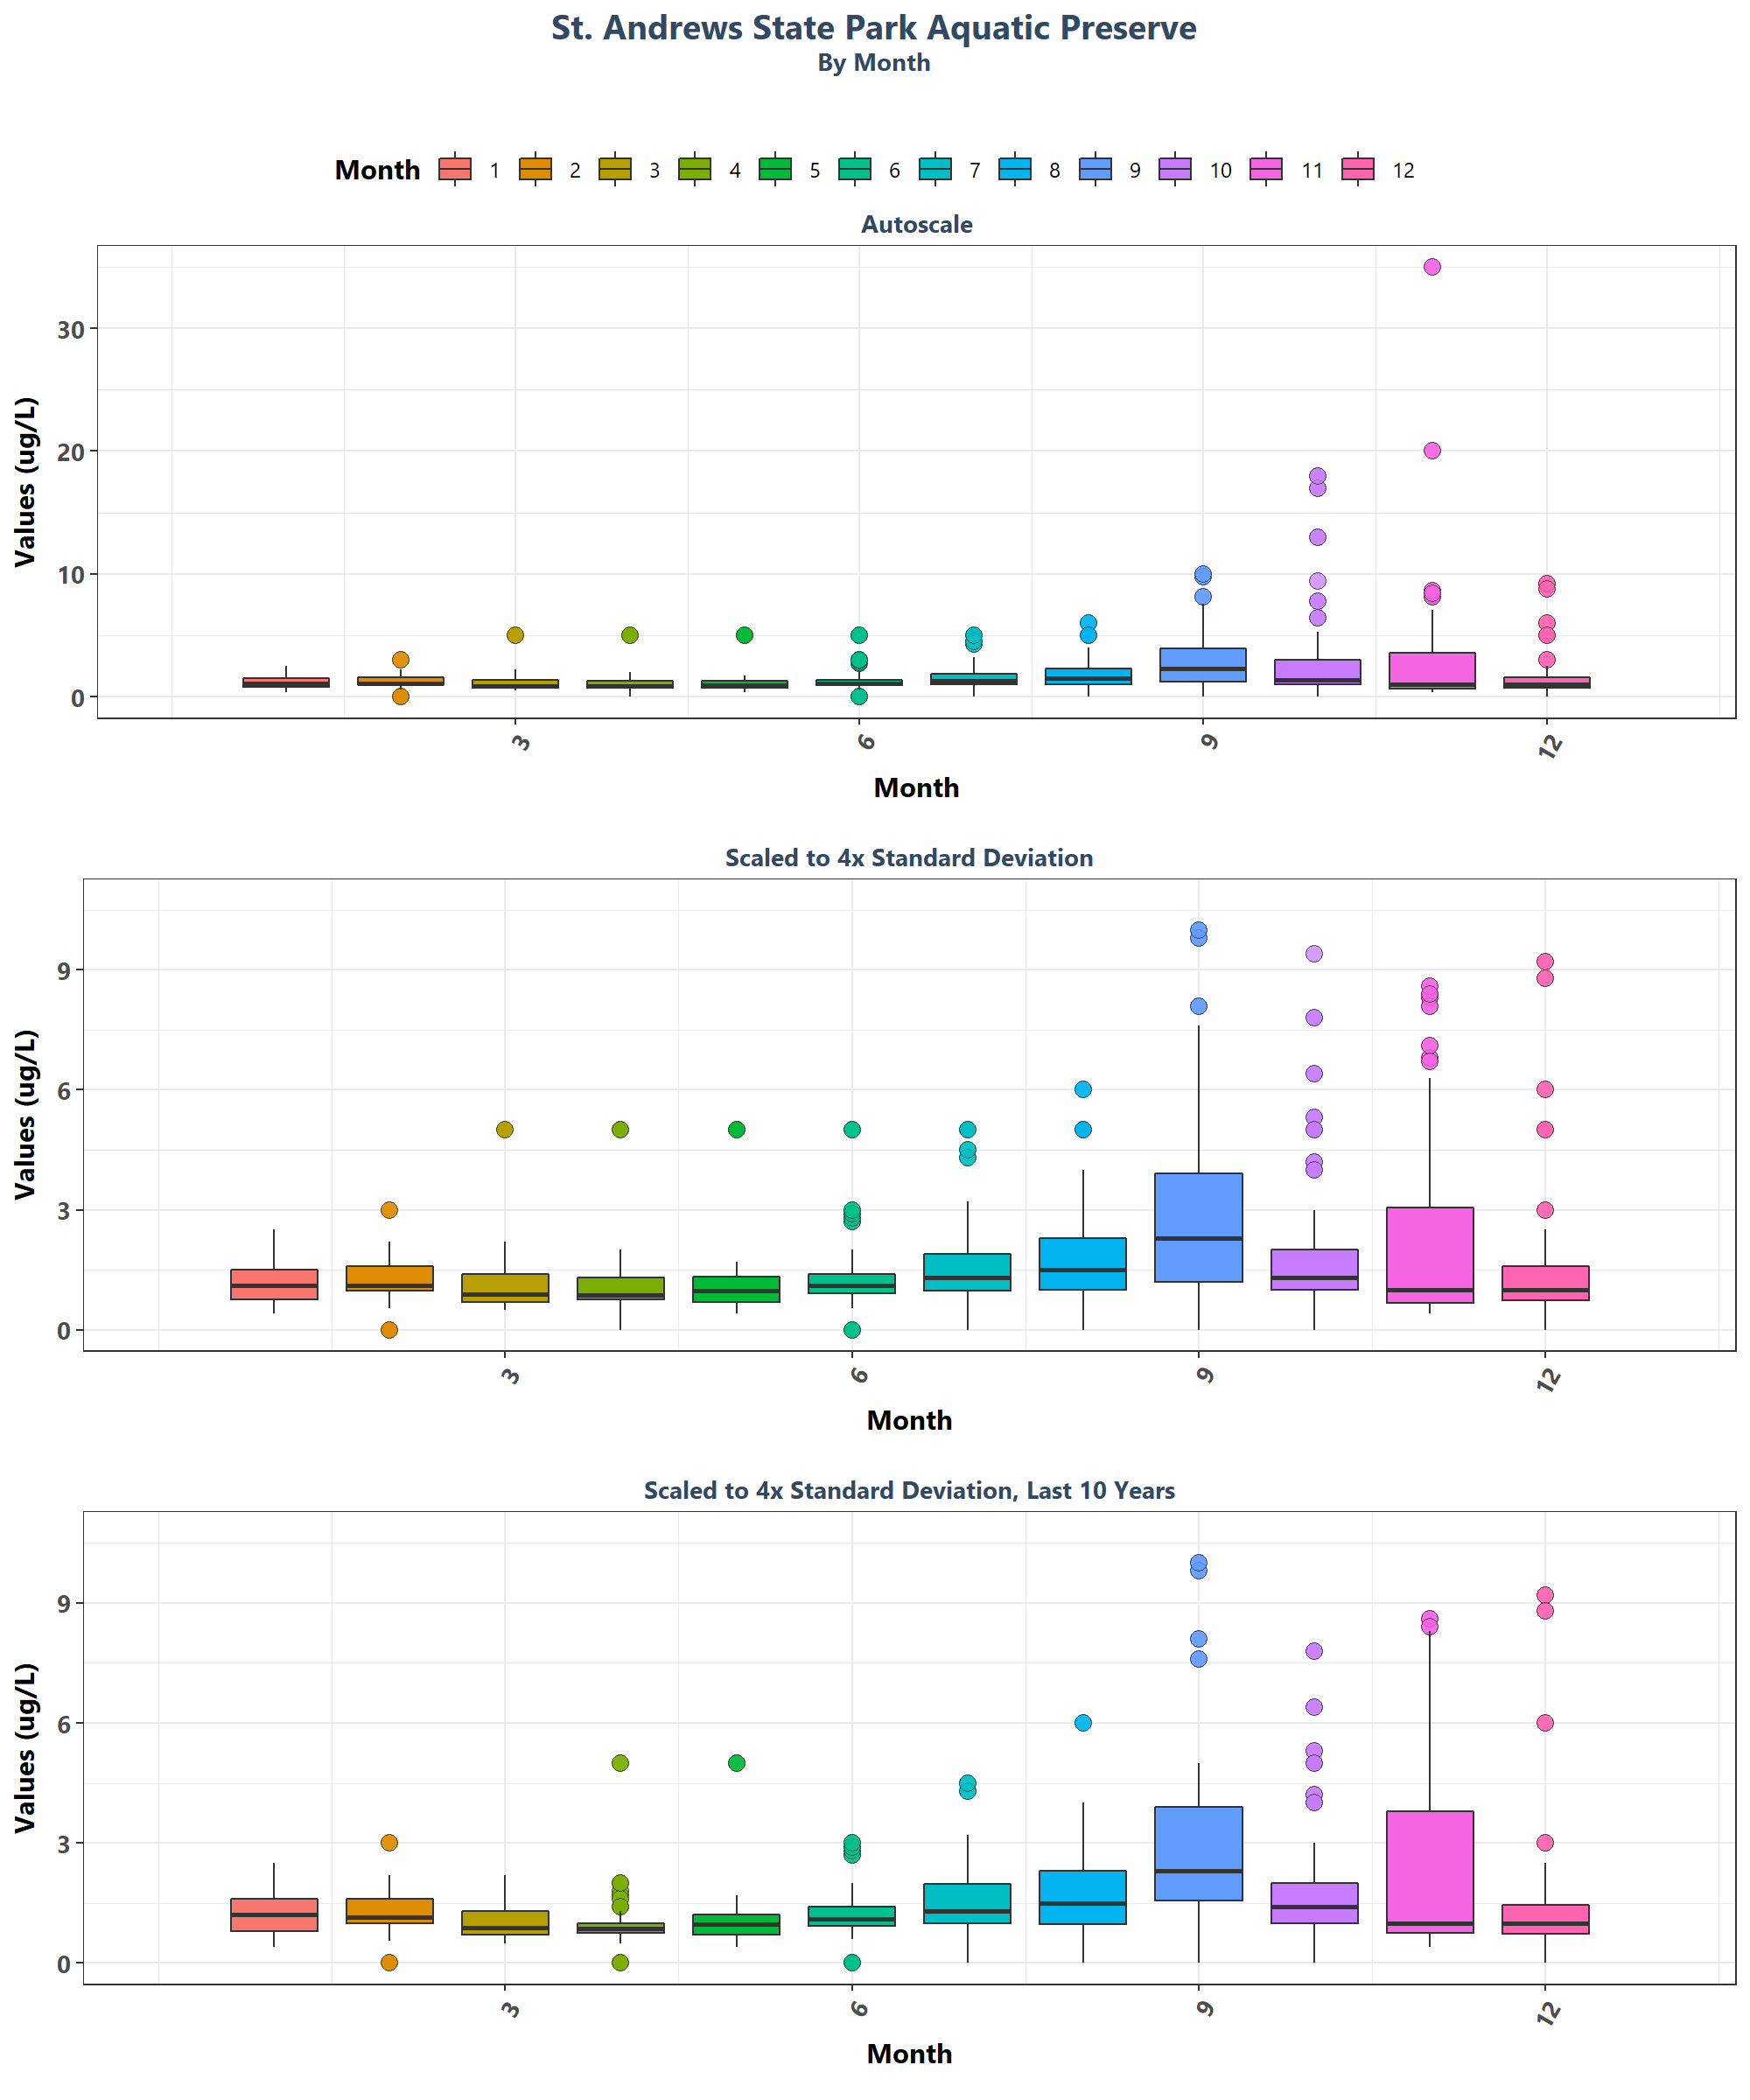 St. Andrews State Park Aquatic Preserve
By Month
Month 1 2 3 4 5 6 7 8 9 10 11 12
Autoscale
Values (ug/L)
30
20
10
0
3 6 9 12
Month
Scaled to 4x Standard Deviation
Values (ug/L)
9
6
3
0
3 6 9 12
Month
Scaled to 4x Standard Deviation, Last 10 Years
Values (ug/L)
9
6
3
0
3 6 9 12
Month